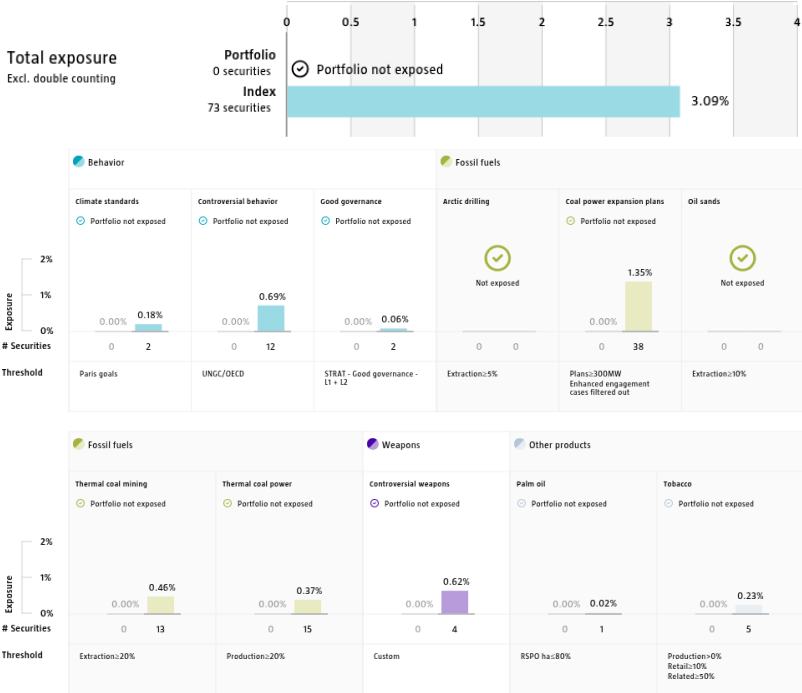 0 0.5 1 1.5 2 2.5 3 3.5 4
Total exposure
Excl. double counting
Portfolio
0 securities
Portfolio not exposed
Index
73 securities
3.09%
Behavior
Fossil fuels
Climate standards
Controversial behavior
Good governance
Arctic drilling
Coal power expansion plans
Oil sands
Portfolio not exposed
Portfolio not exposed
Portfolio not exposed
Portfolio not exposed
Not exposed
Not exposed
Exposure
2%
1%
0%
0.00% 0.18%
0.00% 0.69%
0.00% 0.06%
0.00% 1.35%
# Securities
0 2
0 12
0 2
0 0
0 38
0 0
Threshold
Paris goals
UNGC/OECD
STRAT - Good governance -
L1 + L2
Extraction≥5%
Plans≥300MW
Enhanced engagement
cases filtered out
Extraction≥10%
Fossil fuels
Weapons
Other products
Thermal coal mining
Thermal coal power
Controversial weapons
Palm oil
Tobacco
Portfolio not exposed
Portfolio not exposed
Portfolio not exposed
Portfolio not exposed
Portfolio not exposed
Exposure
2%
1%
0%
0.00% 0.46%
0.00% 0.37%
0.00% 0.62%
0.00% 0.02%
0.00% 0.23%
# Securities
0 13
0 15
0 4
0 1
0 5
Threshold
Extraction≥20%
Production≥20%
Custom
RSPO ha≤80%
Production>0%
Retail≥10%
Related≥50%